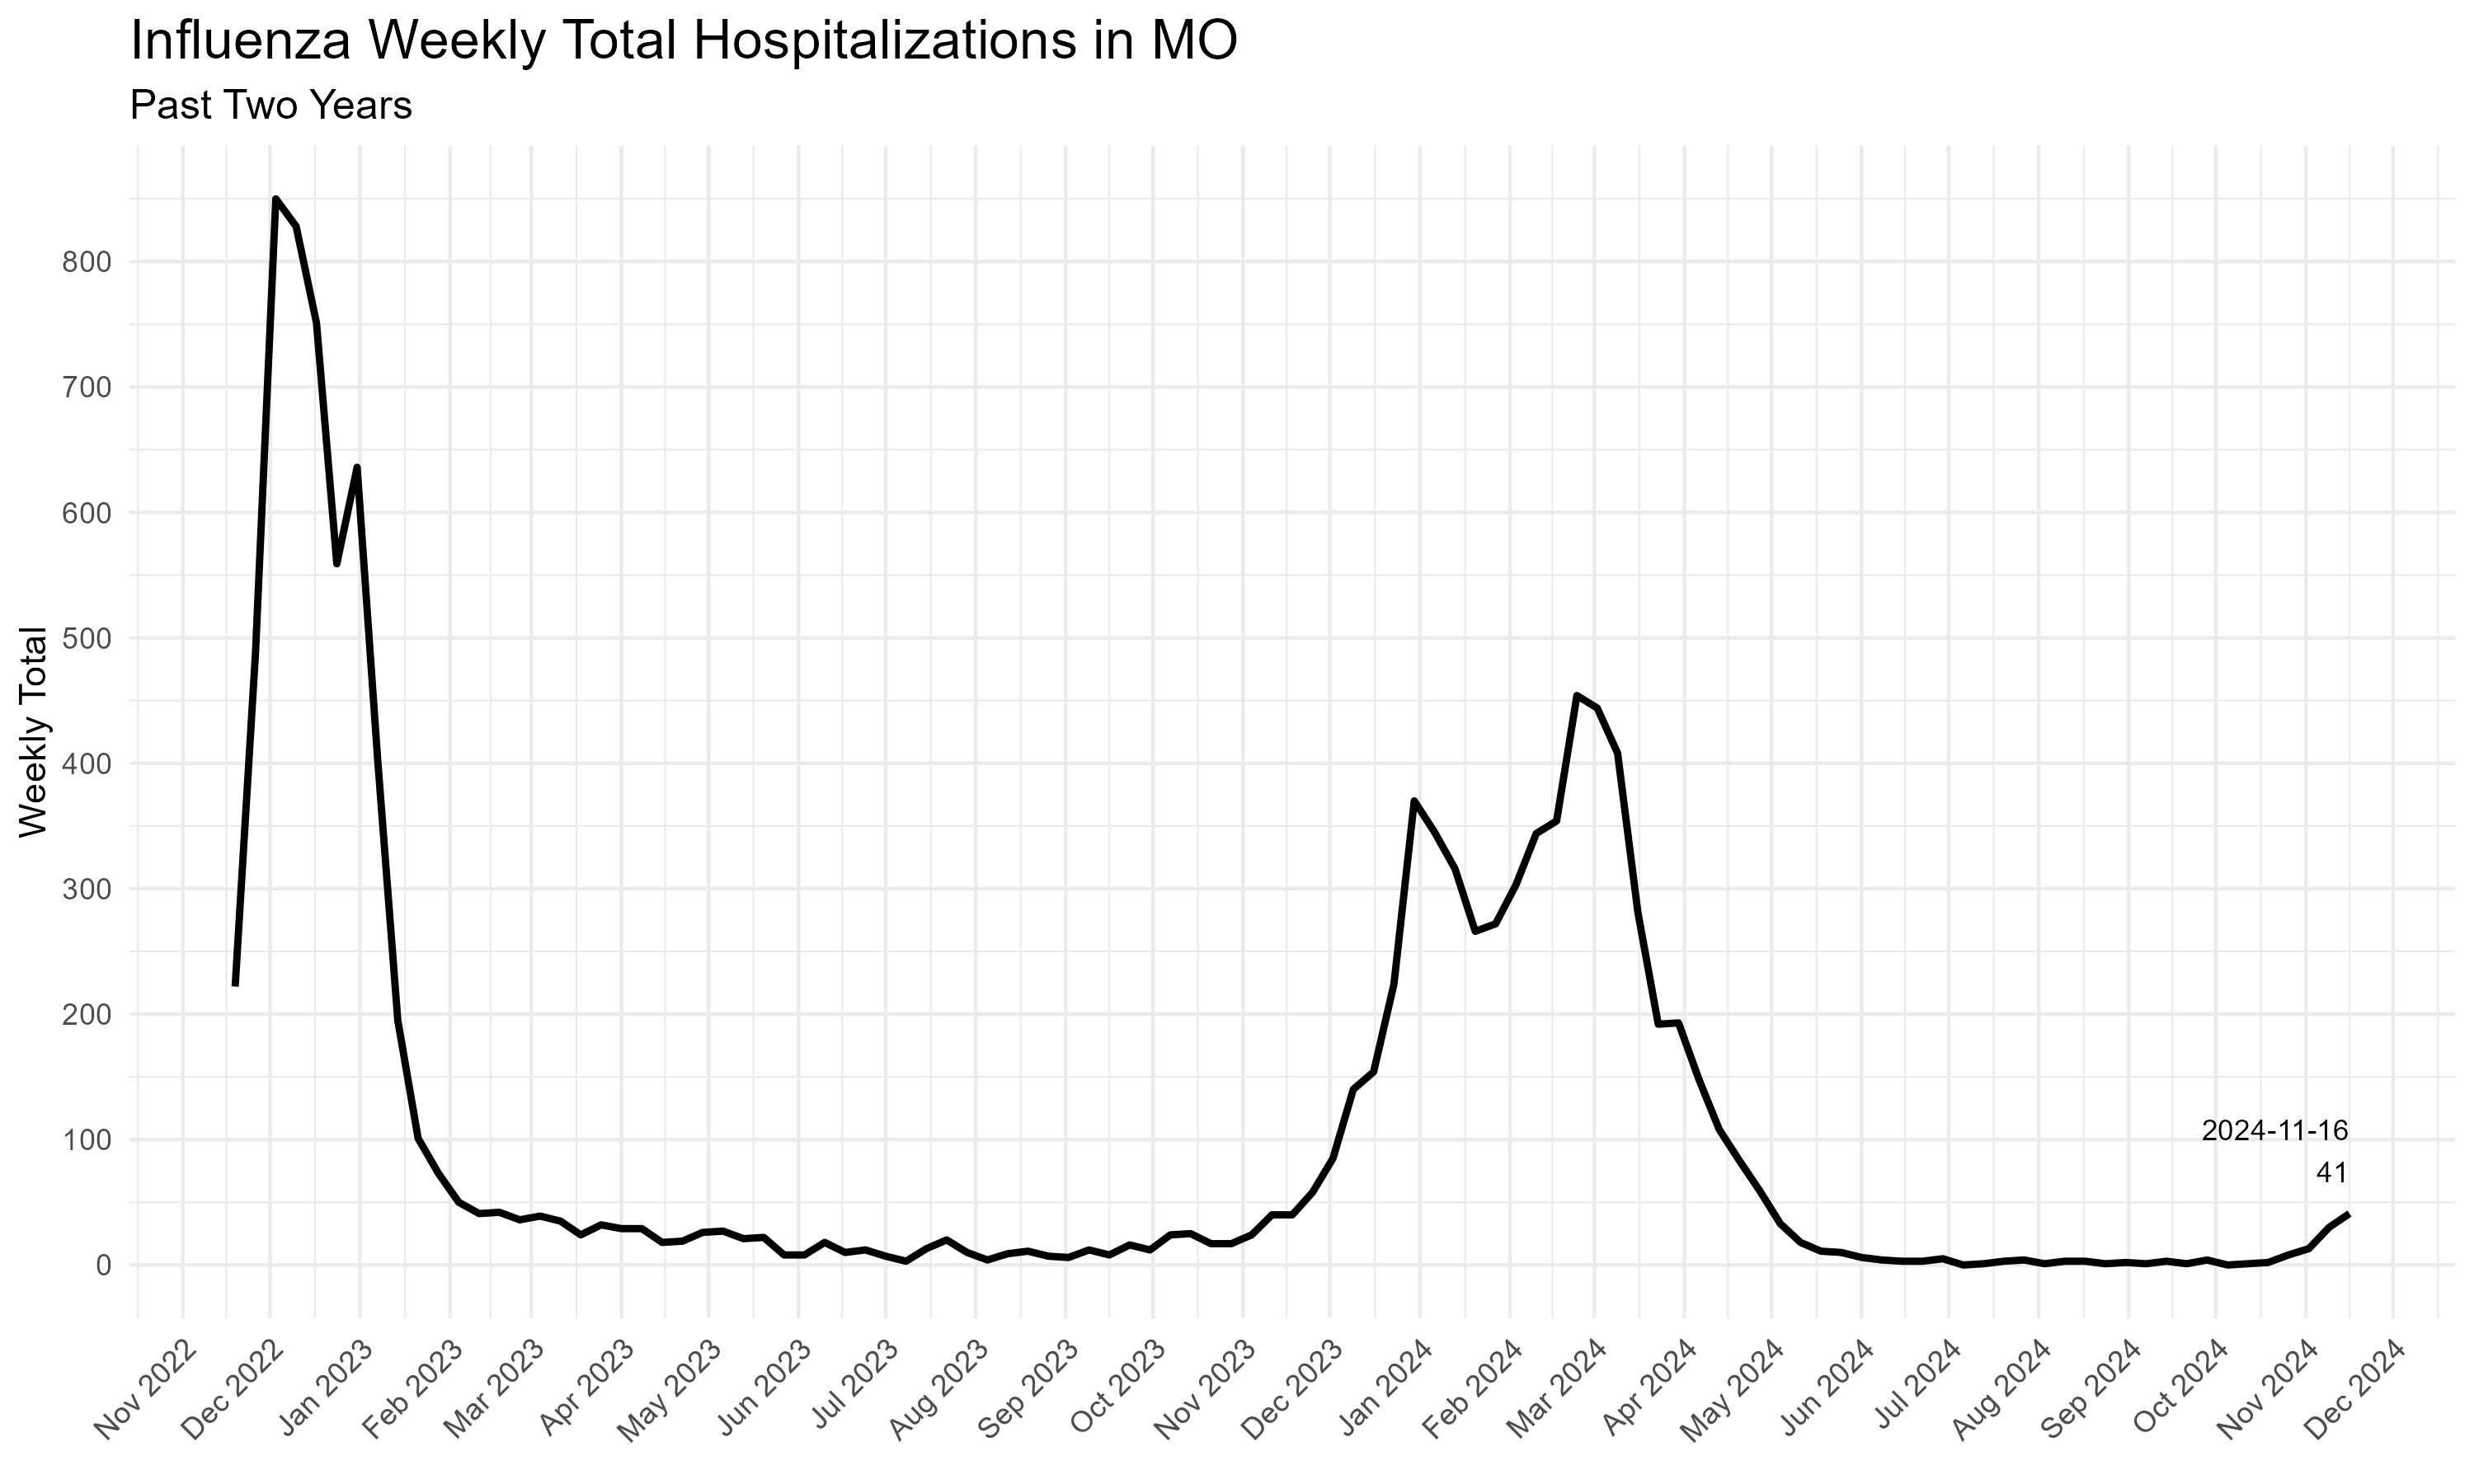 Influenza Weekly Total Hospitalizations in MO
Past Two Years
Weekly Total
800
700
600
500
400
300
200
100
0
2024-11-16
41
Nov 2022
Dec 2022
Jan 2023
Feb 2023
Mar 2023
Apr 2023
May 2023
Jun 2023
Jul 2023
Aug 2023
Sep 2023
Oct 2023
Nov 2023
Dec 2023
Jan 2024
Feb 2024
Mar 2024
Apr 2024
May 2024
Jun 2024
Jul 2024
Aug 2024
Sep 2024
Oct 2024
Nov 2024
Dec 2024